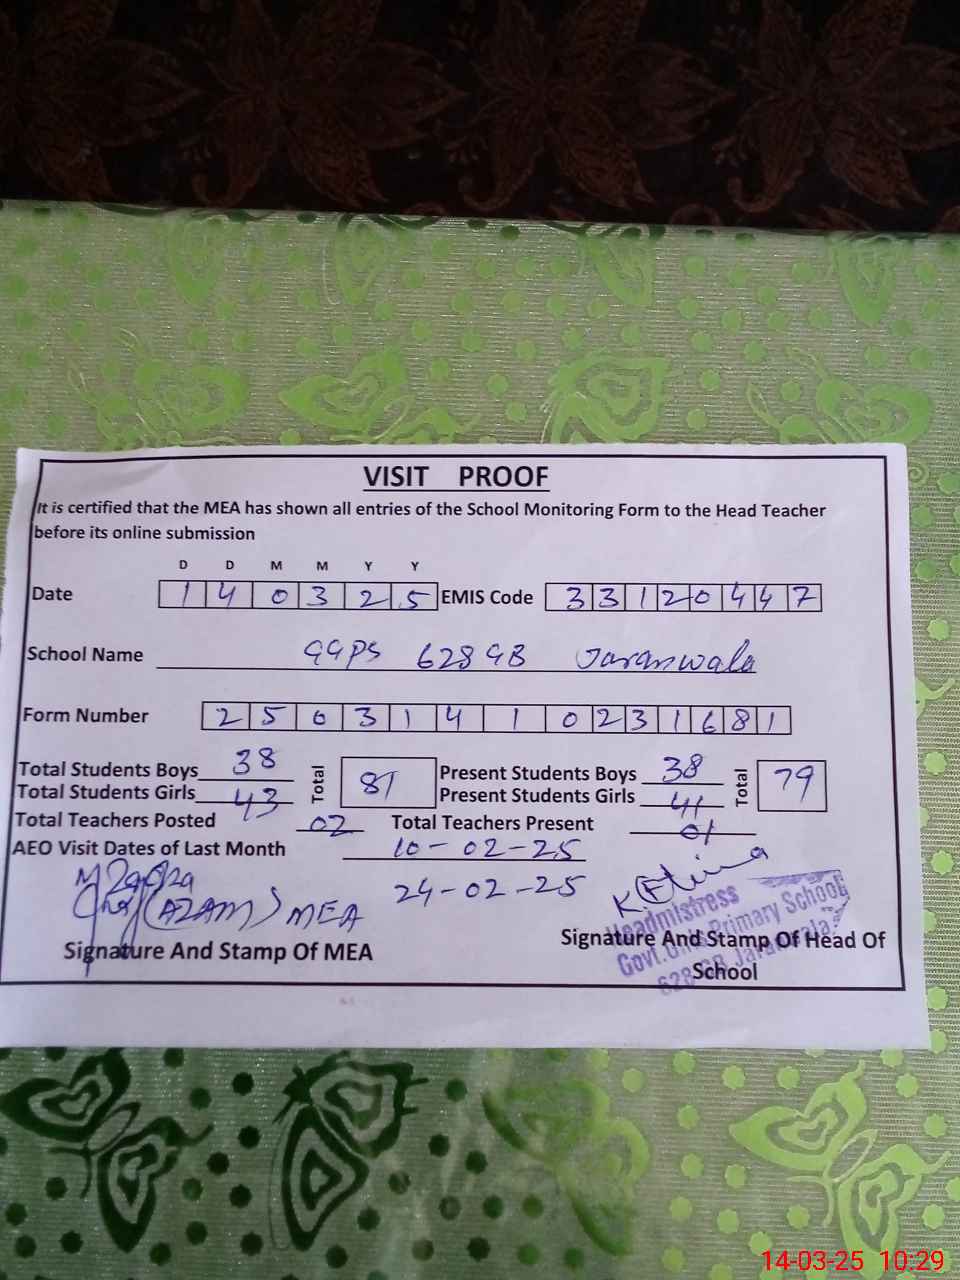 VISIT PROOF
It is certified that the MEA has shown all entries of the School Monitoring Form to the Head Teacher
before its online submission
D D M M Y Y
Date 1 4 0 3 2 5 EMIS Code 3 3 1 2 0 4 4 7
School Name GGPS 628 GB Jaranwala
Form Number 2 5 0 3 1 4 1 0 2 3 1 6 8 1
Total Students Boys 38 Total 81 Present Students Boys 38 Total 79
Total Students Girls 43 Present Students Girls 41
Total Teachers Posted 02 Total Teachers Present 01
AEO Visit Dates of Last Month 10-02-25
24-02-25
(AZAM) MEA
Headmistress
Govt. Girls Primary School
628 GB Jaranwala
Signature And Stamp Of MEA Signature And Stamp Of Head Of
School
14-03-25 10:29